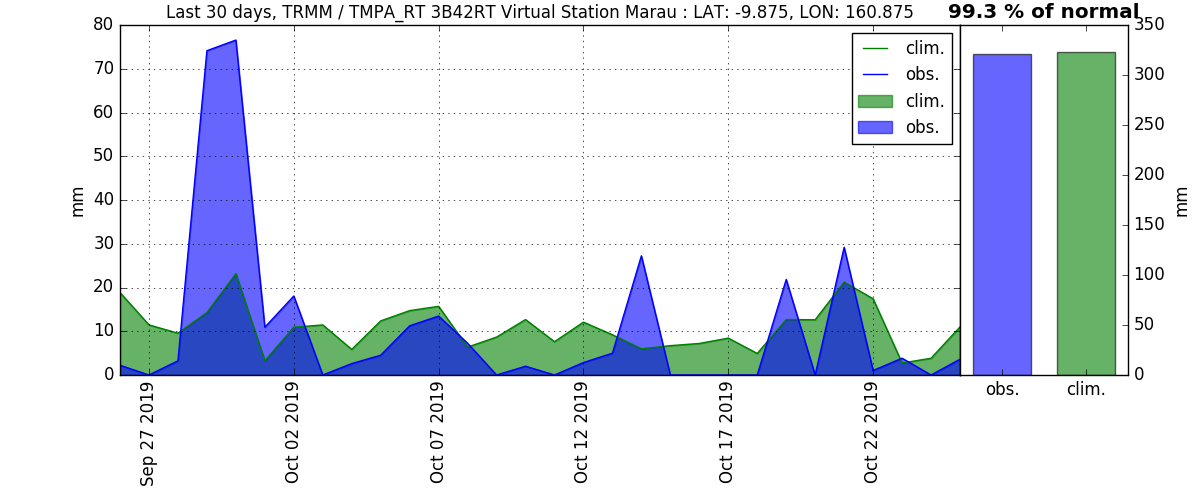 Last 30 days, TRMM / TMPA_RT 3B42RT Virtual Station Marau : LAT: -9.875, LON: 160.875
99.3 % of normal
80
70
60
50
40
30
20
10
0
mm
clim.
obs.
clim.
obs.
Sep 27 2019
Oct 02 2019
Oct 07 2019
Oct 12 2019
Oct 17 2019
Oct 22 2019
350
300
250
200
150
100
50
0
mm
obs.
clim.